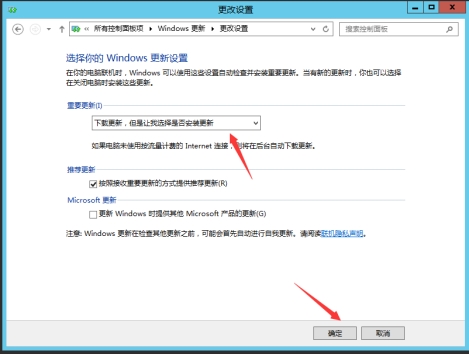 更改设置
« 所有控制面板项 › Windows 更新 › 更改设置
搜索控制面板
选择你的 Windows 更新设置
在你的电脑联机时，Windows 可以使用这些设置自动检查并安装重要更新。当有新的更新时，你也可以选择
在关闭电脑时安装这些更新。
重要更新(I)
下载更新，但是让我选择是否安装更新
如果电脑未使用按流量计费的 Internet 连接，则将在后台自动下载更新。
推荐更新
按照接收重要更新的方式提供推荐更新(R)
Microsoft 更新
更新 Windows 时提供其他 Microsoft 产品的更新(G)
注意: Windows 更新在检查其他更新之前，可能会首先自动进行自我更新。请阅读联机隐私声明。
确定
取消